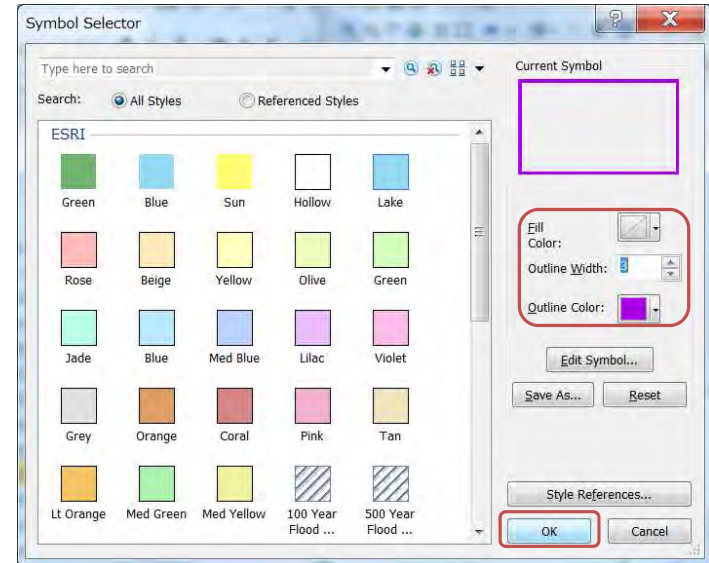 Symbol Selector
Type here to search
Search: All Styles Referenced Styles
ESRI
Green Blue Sun Hollow Lake
Rose Beige Yellow Olive Green
Jade Blue Med Blue Lilac Violet
Grey Orange Coral Pink Tan
Lt Orange Med Green Med Yellow 100 Year Flood ... 500 Year Flood ...
Current Symbol
Fill
Color:
Outline Width: 3
Outline Color:
Edit Symbol...
Save As... Reset
Style References...
OK Cancel